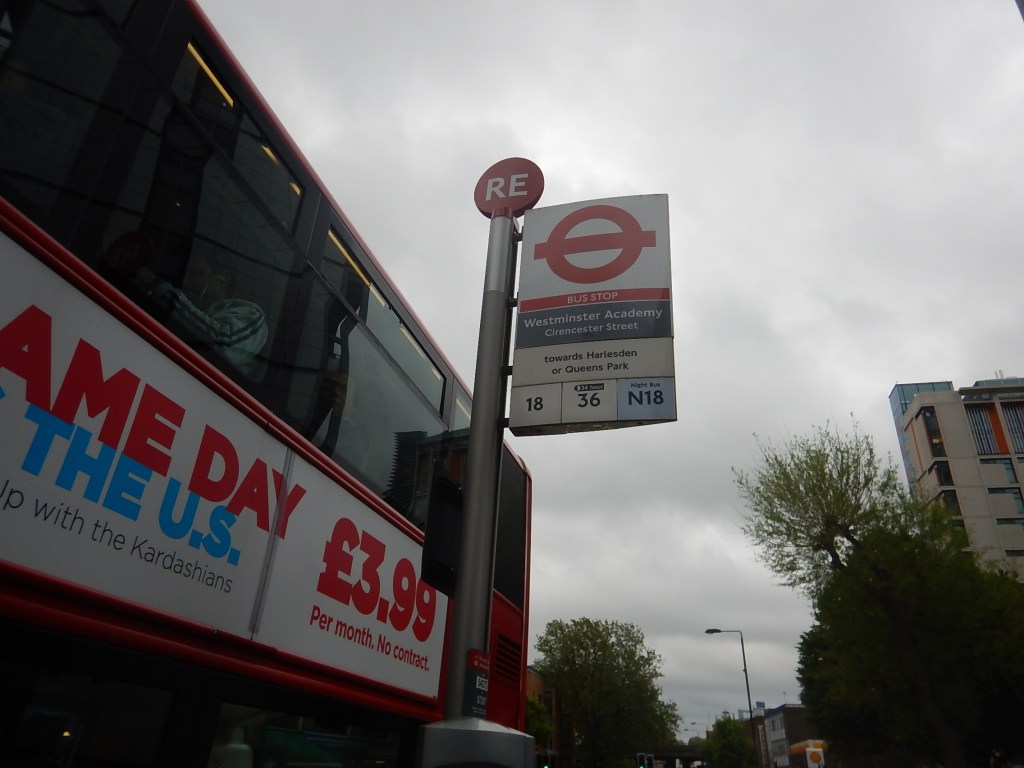 RE
BUS STOP
Westminster Academy
Cirencester Street
towards Harlesden
or Queens Park
18
24 hour
36
Night Bus
N18
AME DAY
THE U.S.
Up with the Kardashians
£3.99
Per month. No contract.